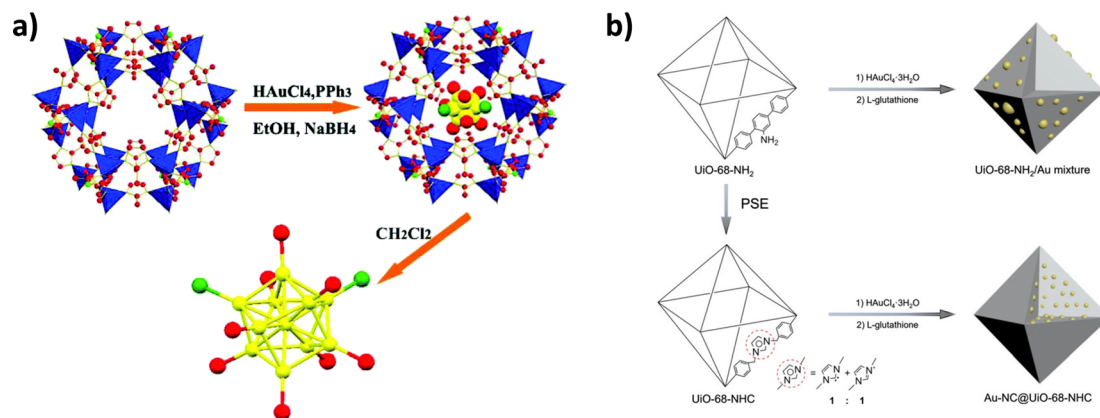 a)
HAuCl4,PPh3
EtOH, NaBH4
CH2Cl2
b)
NH₂
UiO-68-NH₂
1) HAuCl₄·3H₂O
2) L-glutathione
UiO-68-NH₂/Au mixture
PSE
N
N
UiO-68-NHC
N
N
=
N
N
+
N
N
1 : 1
1) HAuCl₄·3H₂O
2) L-glutathione
Au-NC@UiO-68-NHC